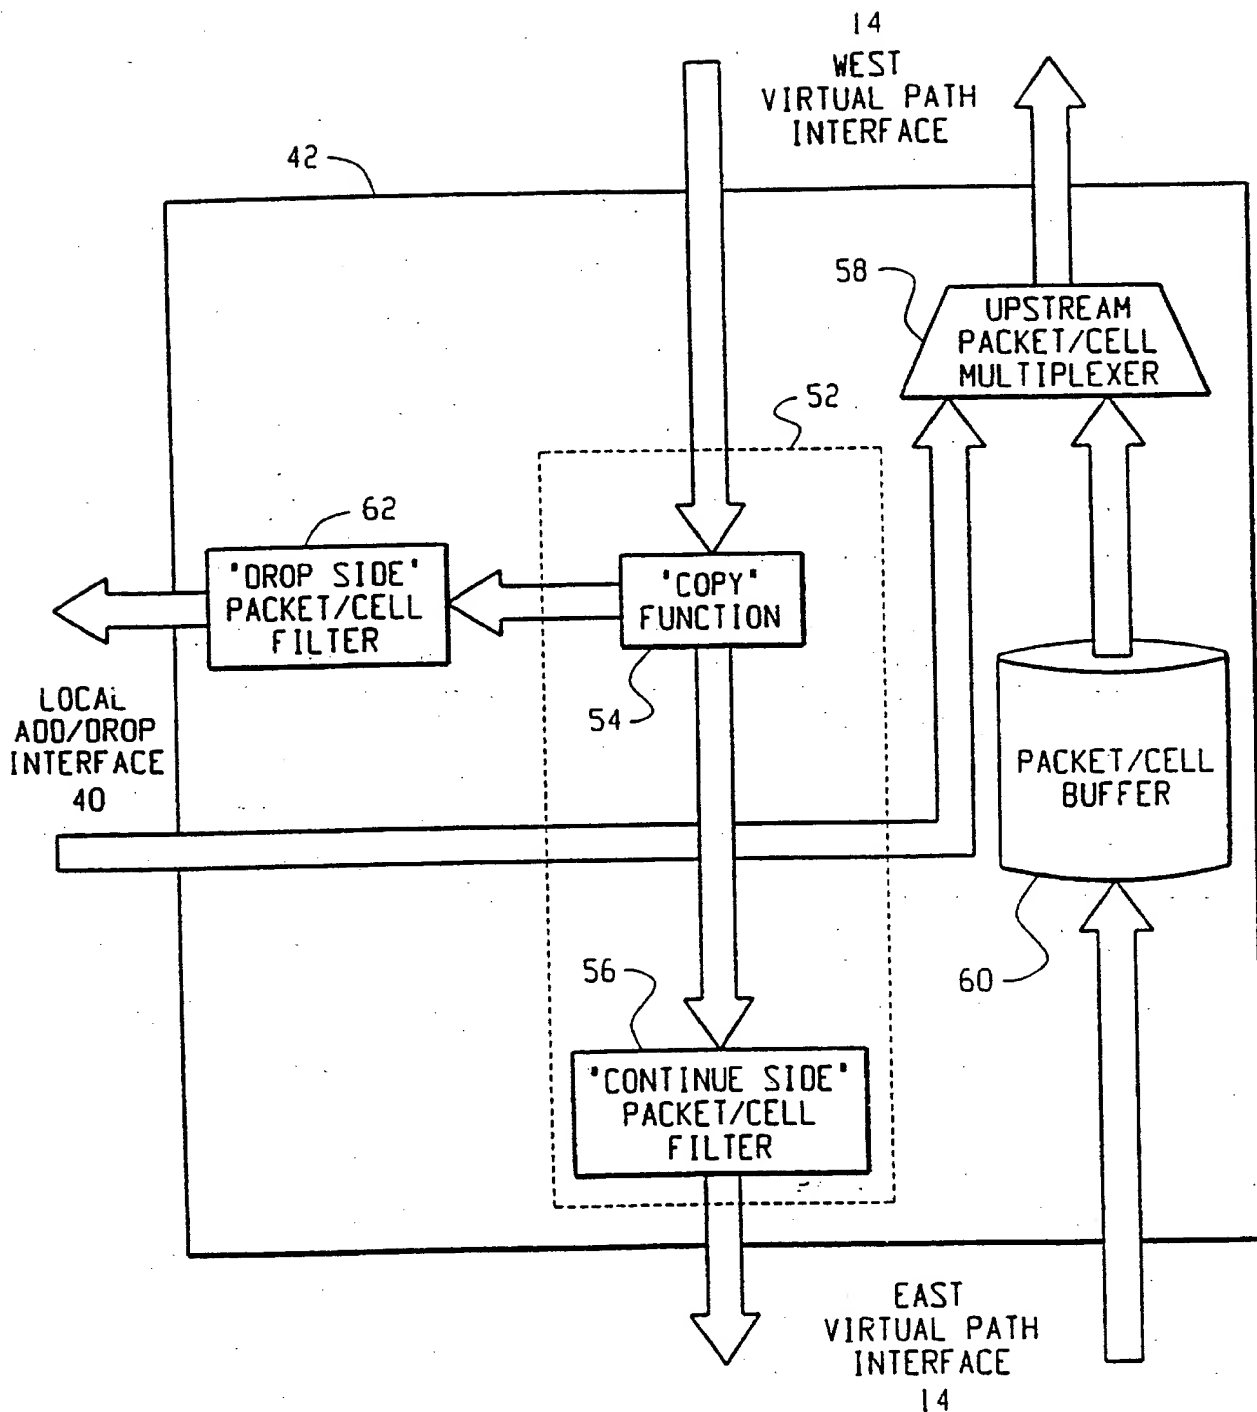 14
WEST
VIRTUAL PATH
INTERFACE
42
58
UPSTREAM
PACKET/CELL
MULTIPLEXER
52
62
"DROP SIDE"
PACKET/CELL
FILTER
"COPY"
FUNCTION
54
LOCAL
ADD/DROP
INTERFACE
40
PACKET/CELL
BUFFER
56
60
"CONTINUE SIDE"
PACKET/CELL
FILTER
EAST
VIRTUAL PATH
INTERFACE
14